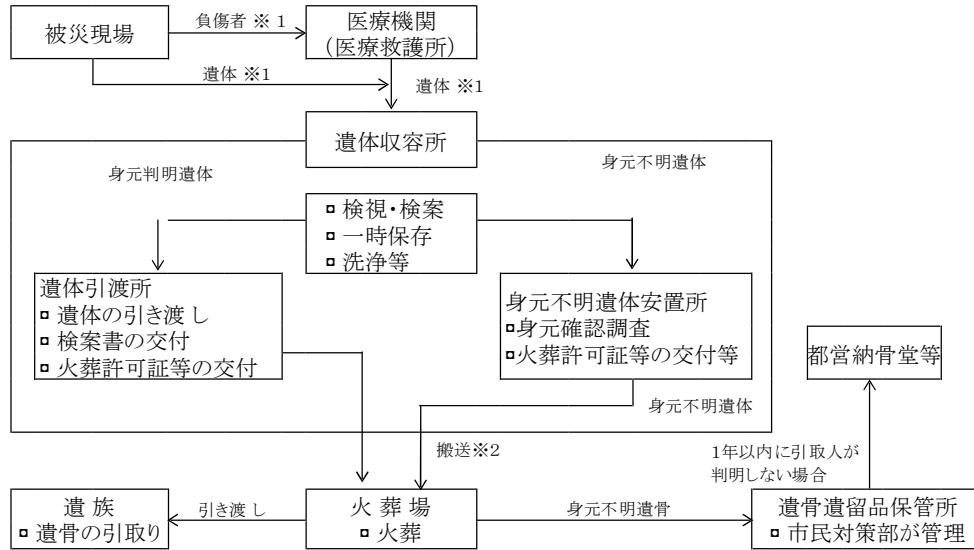 被災現場
負傷者 ※１
医療機関
（医療救護所）
遺体 ※1
遺体 ※1
遺体収容所
身元判明遺体
身元不明遺体
¤ 検視・検案
¤ 一時保存
¤ 洗浄等
遺体引渡所
¤ 遺体の引き渡し
¤ 検案書の交付
¤ 火葬許可証等の交付
身元不明遺体安置所
¤身元確認調査
¤火葬許可証等の交付等
都営納骨堂等
身元不明遺体
搬送※2
1年以内に引取人が
判明しない場合
遺 族
¤ 遺骨の引取り
引き渡し
火 葬 場
¤ 火葬
身元不明遺骨
遺骨遺留品保管所
¤ 市民対策部が管理